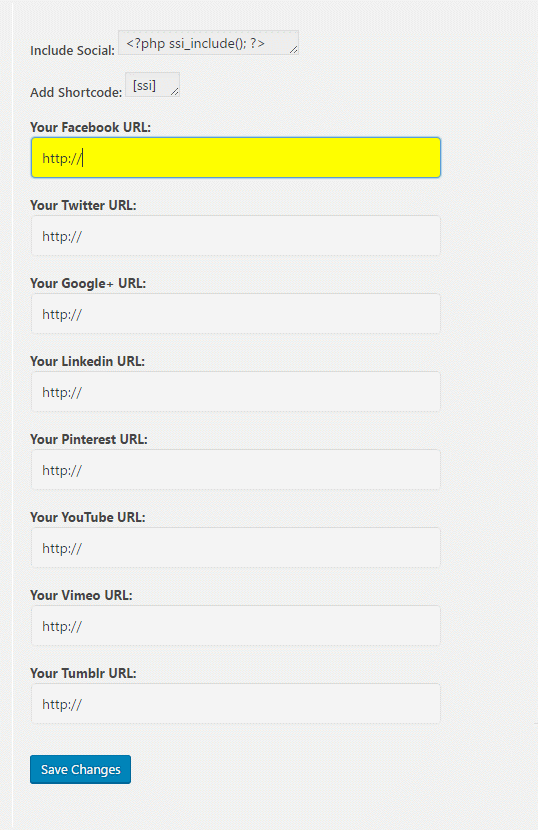 Include Social: <?php ssi_include(); ?>
Add Shortcode: [ssi]
Your Facebook URL:
http://
Your Twitter URL:
http://
Your Google+ URL:
http://
Your Linkedin URL:
http://
Your Pinterest URL:
http://
Your YouTube URL:
http://
Your Vimeo URL:
http://
Your Tumblr URL:
http://
Save Changes